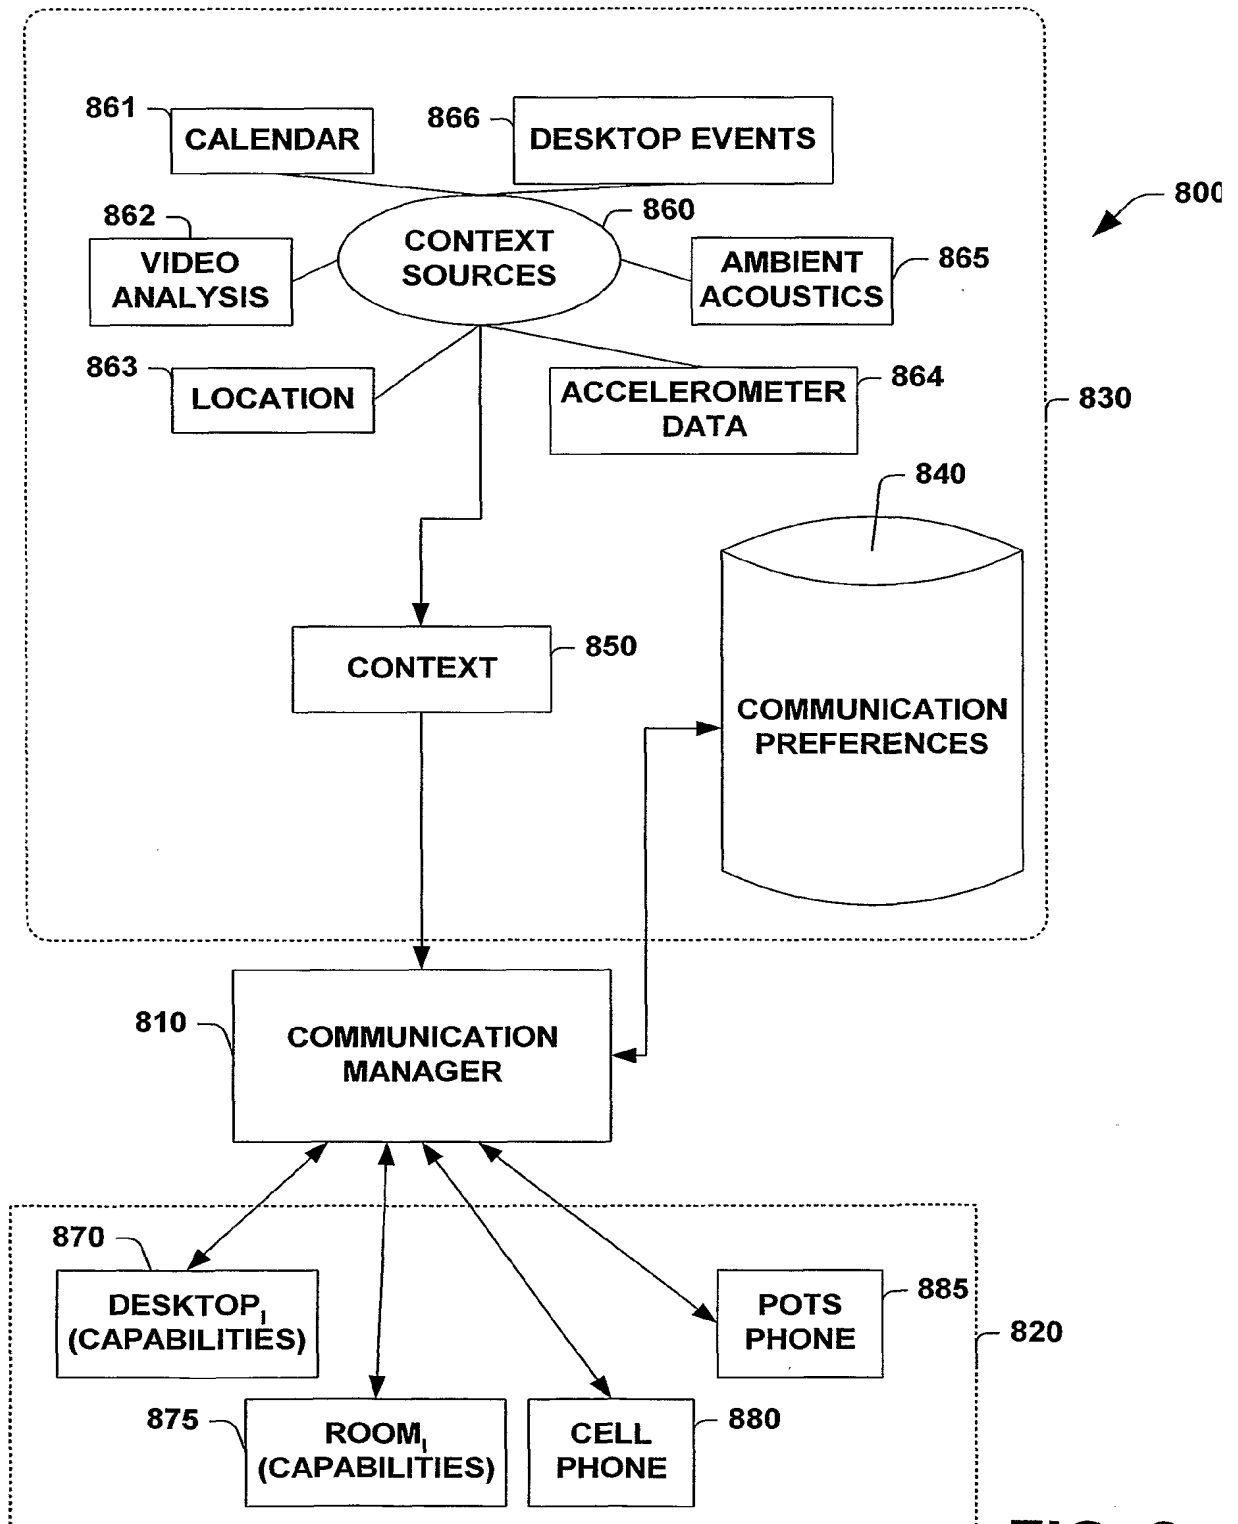 861
CALENDAR
866
DESKTOP EVENTS
800
862
VIDEO
ANALYSIS
860
CONTEXT
SOURCES
AMBIENT
ACOUSTICS
865
863
LOCATION
ACCELEROMETER
DATA
864
830
840
CONTEXT
850
COMMUNICATION
PREFERENCES
810
COMMUNICATION
MANAGER
870
DESKTOPI
(CAPABILITIES)
POTS
PHONE
885
820
875
ROOMI
(CAPABILITIES)
CELL
PHONE
880